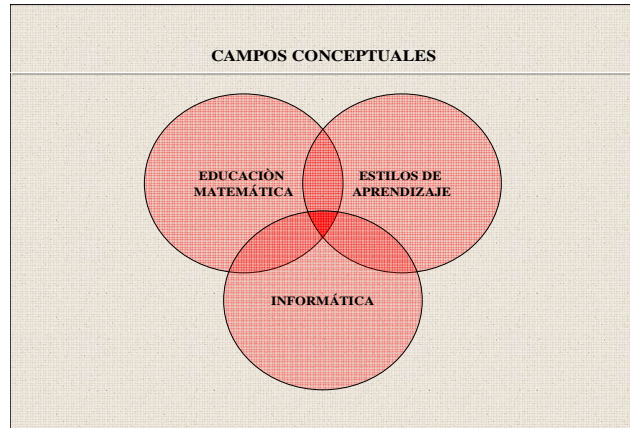 CAMPOS CONCEPTUALES
EDUCACIÒN
MATEMÁTICA
ESTILOS DE
APRENDIZAJE
INFORMÁTICA